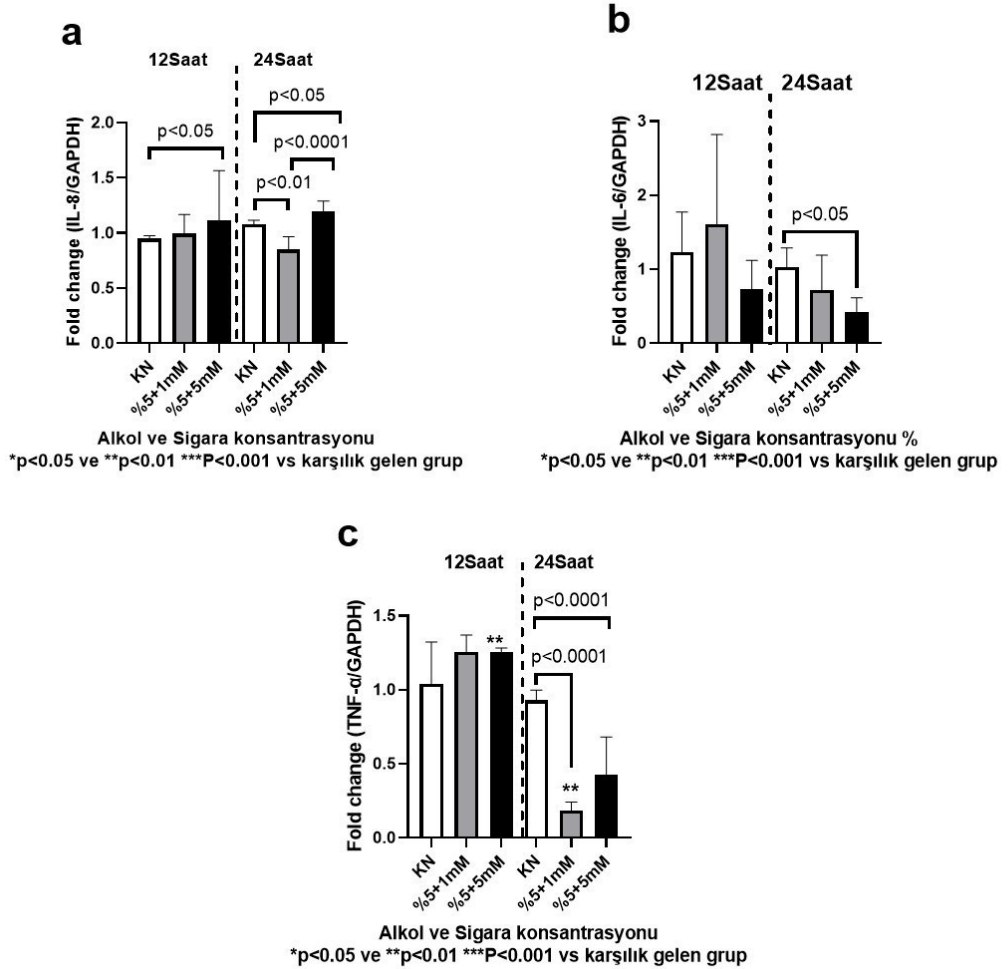 a
12Saat 24Saat
p<0.05
p<0.05
p<0.0001
p<0.01
Fold change (IL-8/GAPDH)
2.0
1.5
1.0
0.5
0.0
KN %5+1mM %5+5mM KN %5+1mM %5+5mM
Alkol ve Sigara konsantrasyonu
*p<0.05 ve **p<0.01 ***P<0.001 vs karşılık gelen grup
b
12Saat 24Saat
p<0.05
Fold change (IL-6/GAPDH)
3
2
1
0
KN %5+1mM %5+5mM KN %5+1mM %5+5mM
Alkol ve Sigara konsantrasyonu %
*p<0.05 ve **p<0.01 ***P<0.001 vs karşılık gelen grup
c
12Saat 24Saat
p<0.0001
p<0.0001
**
**
Fold change (TNF-α/GAPDH)
1.5
1.0
0.5
0.0
KN %5+1mM %5+5mM KN %5+1mM %5+5mM
Alkol ve Sigara konsantrasyonu
*p<0.05 ve **p<0.01 ***P<0.001 vs karşılık gelen grup